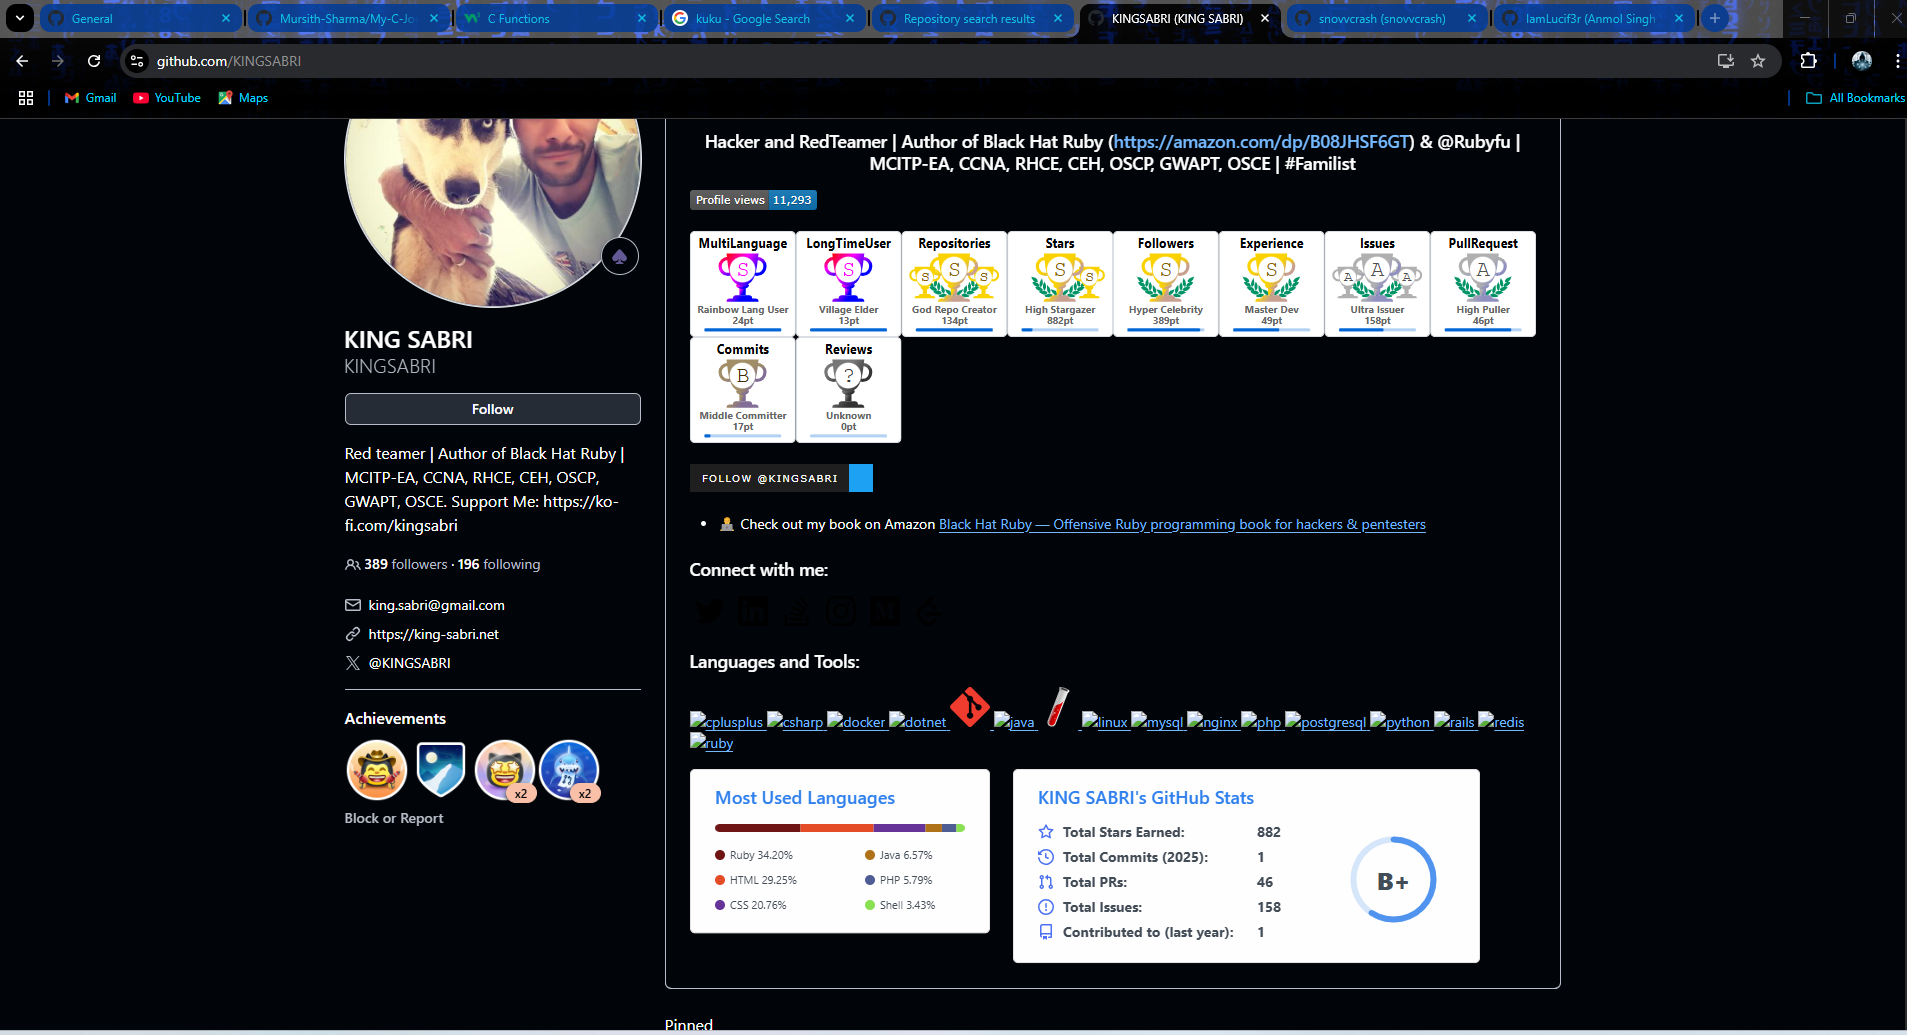 General
Mursith-Sharma/My-C-Jo
C Functions
kuku - Google Search
Repository search results
KINGSABRI (KING SABRI)
snovvcrash (snovvcrash)
IamLucif3r (Anmol Singh
github.com/KINGSABRI
Gmail
YouTube
Maps
All Bookmarks
KING SABRI
KINGSABRI
Follow
Red teamer | Author of Black Hat Ruby |
MCITP-EA, CCNA, RHCE, CEH, OSCP,
GWAPT, OSCE. Support Me: https://ko-
fi.com/kingsabri
389 followers · 196 following
king.sabri@gmail.com
https://king-sabri.net
@KINGSABRI
Achievements
x2
x2
Block or Report
Hacker and RedTeamer | Author of Black Hat Ruby (https://amazon.com/dp/B08JHSF6GT) & @Rubyfu |
MCITP-EA, CCNA, RHCE, CEH, OSCP, GWAPT, OSCE | #Familist
Profile views 11,293
MultiLanguage
S
Rainbow Lang User
24pt
LongTimeUser
S
Village Elder
13pt
Repositories
S S S
God Repo Creator
134pt
Stars
S S
High Stargazer
882pt
Followers
S
Hyper Celebrity
389pt
Experience
S
Master Dev
49pt
Issues
A A A
Ultra Issuer
158pt
PullRequest
A
High Puller
46pt
Commits
B
Middle Committer
17pt
Reviews
?
Unknown
0pt
FOLLOW @KINGSABRI
• 👨‍💻 Check out my book on Amazon Black Hat Ruby — Offensive Ruby programming book for hackers & pentesters
Connect with me:
Languages and Tools:
cplusplus csharp docker dotnet java linux mysql nginx php postgresql python rails redis
ruby
Most Used Languages
Ruby 34.20%
HTML 29.25%
CSS 20.76%
Java 6.57%
PHP 5.79%
Shell 3.43%
KING SABRI's GitHub Stats
Total Stars Earned: 882
Total Commits (2025): 1
Total PRs: 46
Total Issues: 158
Contributed to (last year): 1
B+
Pinned